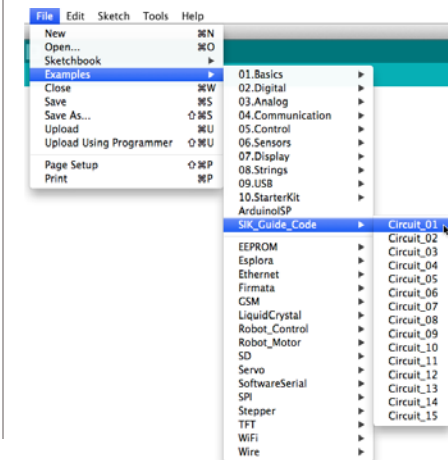 File Edit Sketch Tools Help
New ⌘N
Open... ⌘O
Sketchbook
Examples
Close ⌘W
Save ⌘S
Save As... ⇧⌘S
Upload ⌘U
Upload Using Programmer ⇧⌘U
Page Setup ⇧⌘P
Print ⌘P
01.Basics
02.Digital
03.Analog
04.Communication
05.Control
06.Sensors
07.Display
08.Strings
09.USB
10.StarterKit
ArduinoISP
SIK_Guide_Code
EEPROM
Esplora
Ethernet
Firmata
GSM
LiquidCrystal
Robot_Control
Robot_Motor
SD
Servo
SoftwareSerial
SPI
Stepper
TFT
WiFi
Wire
Circuit_01
Circuit_02
Circuit_03
Circuit_04
Circuit_05
Circuit_06
Circuit_07
Circuit_08
Circuit_09
Circuit_10
Circuit_11
Circuit_12
Circuit_13
Circuit_14
Circuit_15